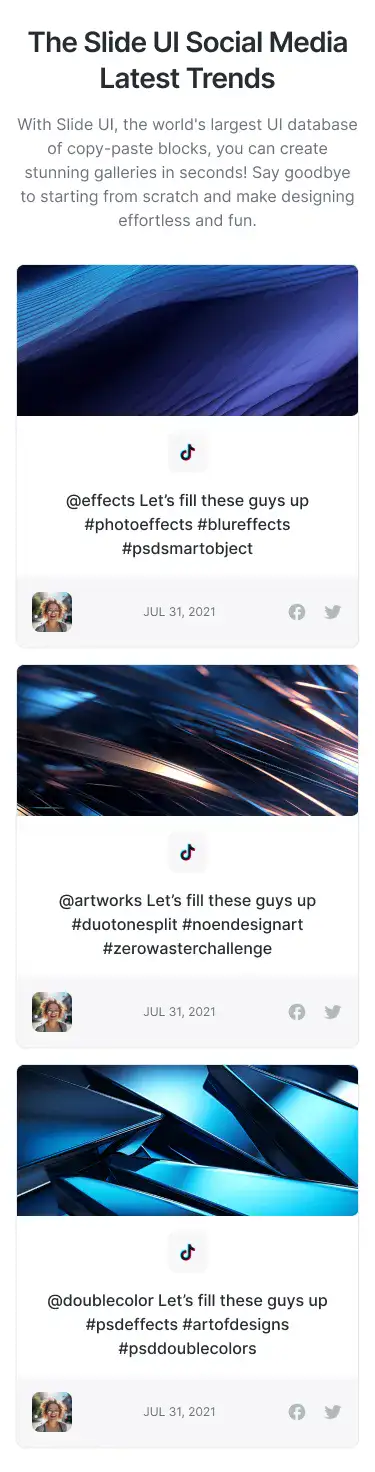 The Slide UI Social Media
Latest Trends
With Slide UI, the world's largest UI database
of copy-paste blocks, you can create
stunning galleries in seconds! Say goodbye
to starting from scratch and make designing
effortless and fun.
@effects Let’s fill these guys up
#photoeffects #blureffects
#psdsmartobject
JUL 31, 2021
@artworks Let’s fill these guys up
#duotonesplit #noendesignart
#zerowasterchallenge
JUL 31, 2021
@doublecolor Let’s fill these guys up
#psdeffects #artofdesigns
#psddoublecolors
JUL 31, 2021